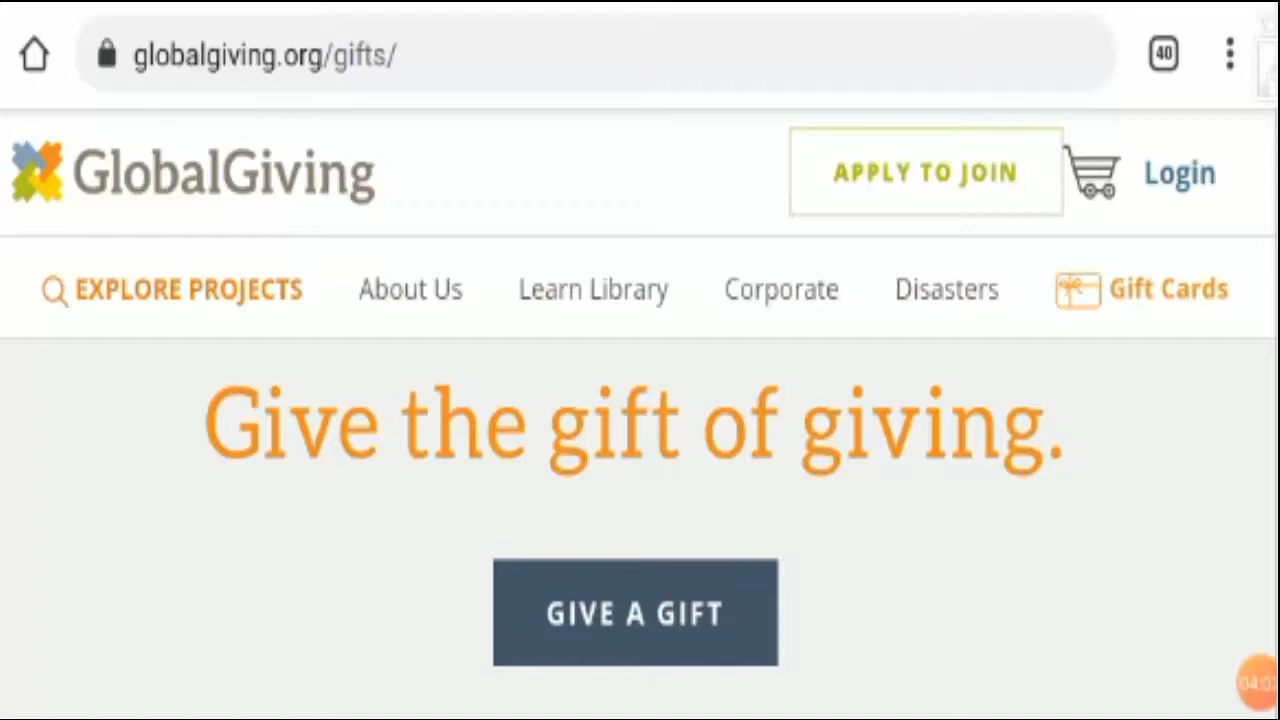 globalgiving.org/gifts/
40
GlobalGiving
APPLY TO JOIN
Login
EXPLORE PROJECTS
About Us
Learn Library
Corporate
Disasters
Gift Cards
Give the gift of giving.
GIVE A GIFT